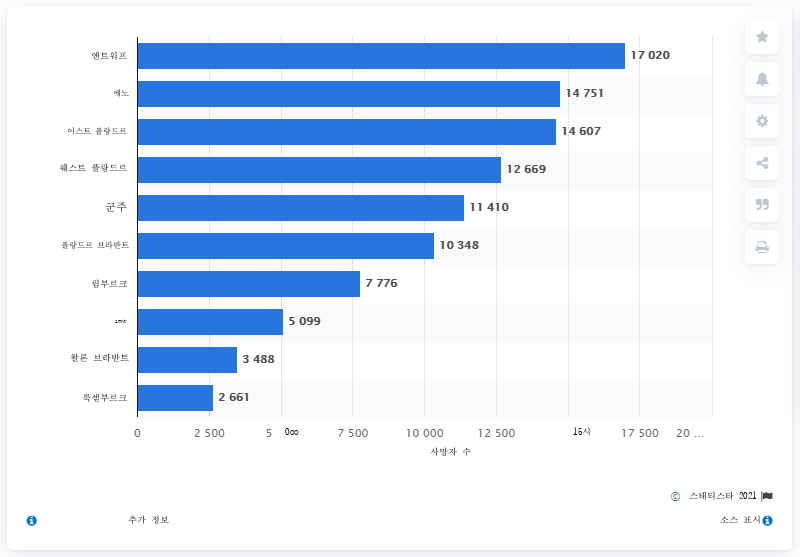 앤트워프 17 020
에노 14 751
이스트 플랑드르 14 607
웨스트 플랑드르 12 669
군주 11 410
플랑드르 브라반트 10 348
림부르크 7 776
5 099
왈론 브라반트 3 488
룩셈부르크 2 661
0 2 500 5 000 7 500 10 000 12 500 15시 17 500 20 ...
사망자 수
© 스태티스타 2021
추가 정보 소스 표시